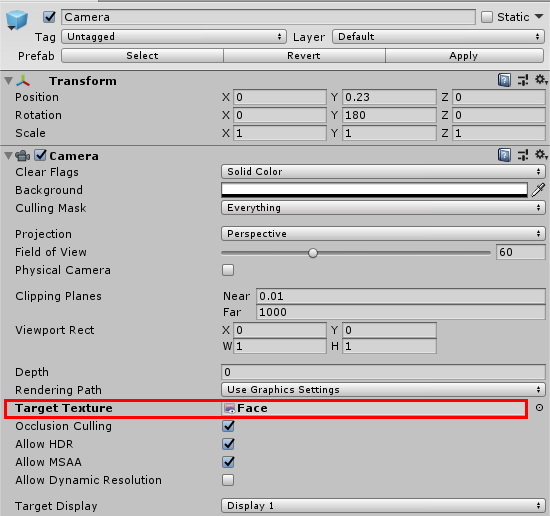 Camera Static
Tag Untagged Layer Default
Prefab Select Revert Apply
Transform
Position X 0 Y 0.23 Z 0
Rotation X 0 Y 180 Z 0
Scale X 1 Y 1 Z 1
Camera
Clear Flags Solid Color
Background
Culling Mask Everything
Projection Perspective
Field of View 60
Physical Camera
Clipping Planes Near 0.01
Far 1000
Viewport Rect X 0 Y 0
W 1 H 1
Depth 0
Rendering Path Use Graphics Settings
Target Texture Face
Occlusion Culling
Allow HDR
Allow MSAA
Allow Dynamic Resolution
Target Display Display 1